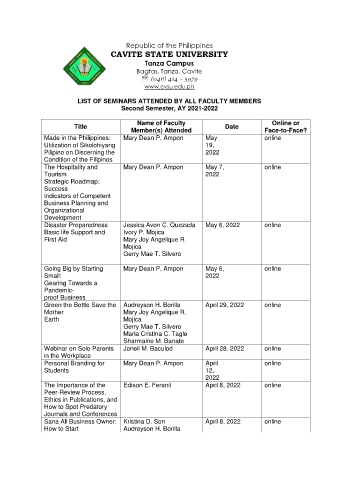 Republic of the Philippines
CAVITE STATE UNIVERSITY
Tanza Campus
Bagtas, Tanza, Cavite
☎: (046) 414 – 3979
www.cvsu.edu.ph
LIST OF SEMINARS ATTENDED BY ALL FACULTY MEMBERS
Second Semester, AY 2021-2022
Title
Name of Faculty
Member(s) Attended
Date
Online or
Face-to-Face?
Made in the Philippines:
Utilization of Sikolohiyang
Pilipino on Discerning the
Condition of the Filipinos
Mary Dean P. Ampon
May
19,
2022
online
The Hospitality and
Tourism
Strategic Roadmap:
Success
Indicators of Competent
Business Planning and
Organizational
Development
Mary Dean P. Ampon
May 7,
2022
online
Disaster Preparedness
Basic life Support and
First Aid
Jessica Avon C. Quezada
Ivory P. Mojica
Mary Joy Angelique R.
Mojica
Gerry Mae T. Silvero
May 6, 2022
online
Going Big by Starting
Small:
Gearing Towards a
Pandemic-
proof Business
Mary Dean P. Ampon
May 6,
2022
online
Green the Bottle Save the
Mother
Earth
Audreyson H. Borilla
Mary Joy Angelique R.
Mojica
Gerry Mae T. Silvero
Maria Cristina C. Tagle
Sharmaine M. Banate
April 29, 2022
online
Webinar on Solo Parents
in the Workplace
Jonell M. Baculod
April 28, 2022
online
Personal Branding for
Students
Mary Dean P. Ampon
April
12,
2022
online
The Importance of the
Peer-Review Process,
Ethics in Publications, and
How to Spot Predatory
Journals and Conferences
Edison E. Feranil
April 8, 2022
online
Sana All Business Owner:
How to Start
Kristina D. Son
Audreyson H. Borilla
April 8, 2022
online